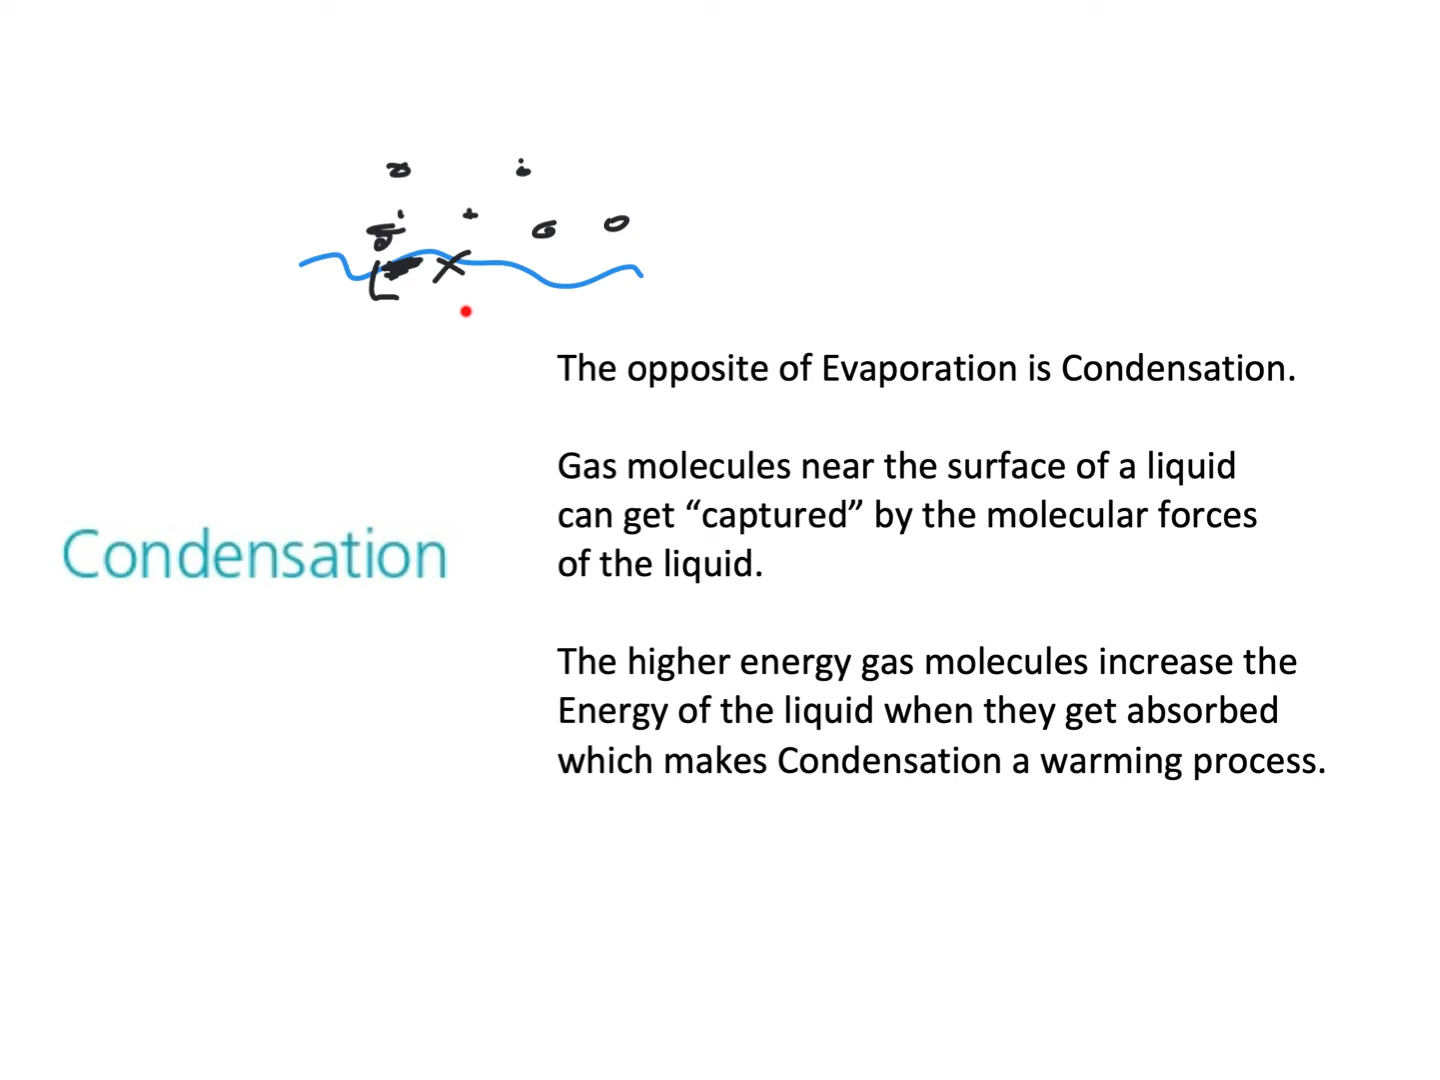 Condensation
The opposite of Evaporation is Condensation.
Gas molecules near the surface of a liquid
can get “captured” by the molecular forces
of the liquid.
The higher energy gas molecules increase the
Energy of the liquid when they get absorbed
which makes Condensation a warming process.